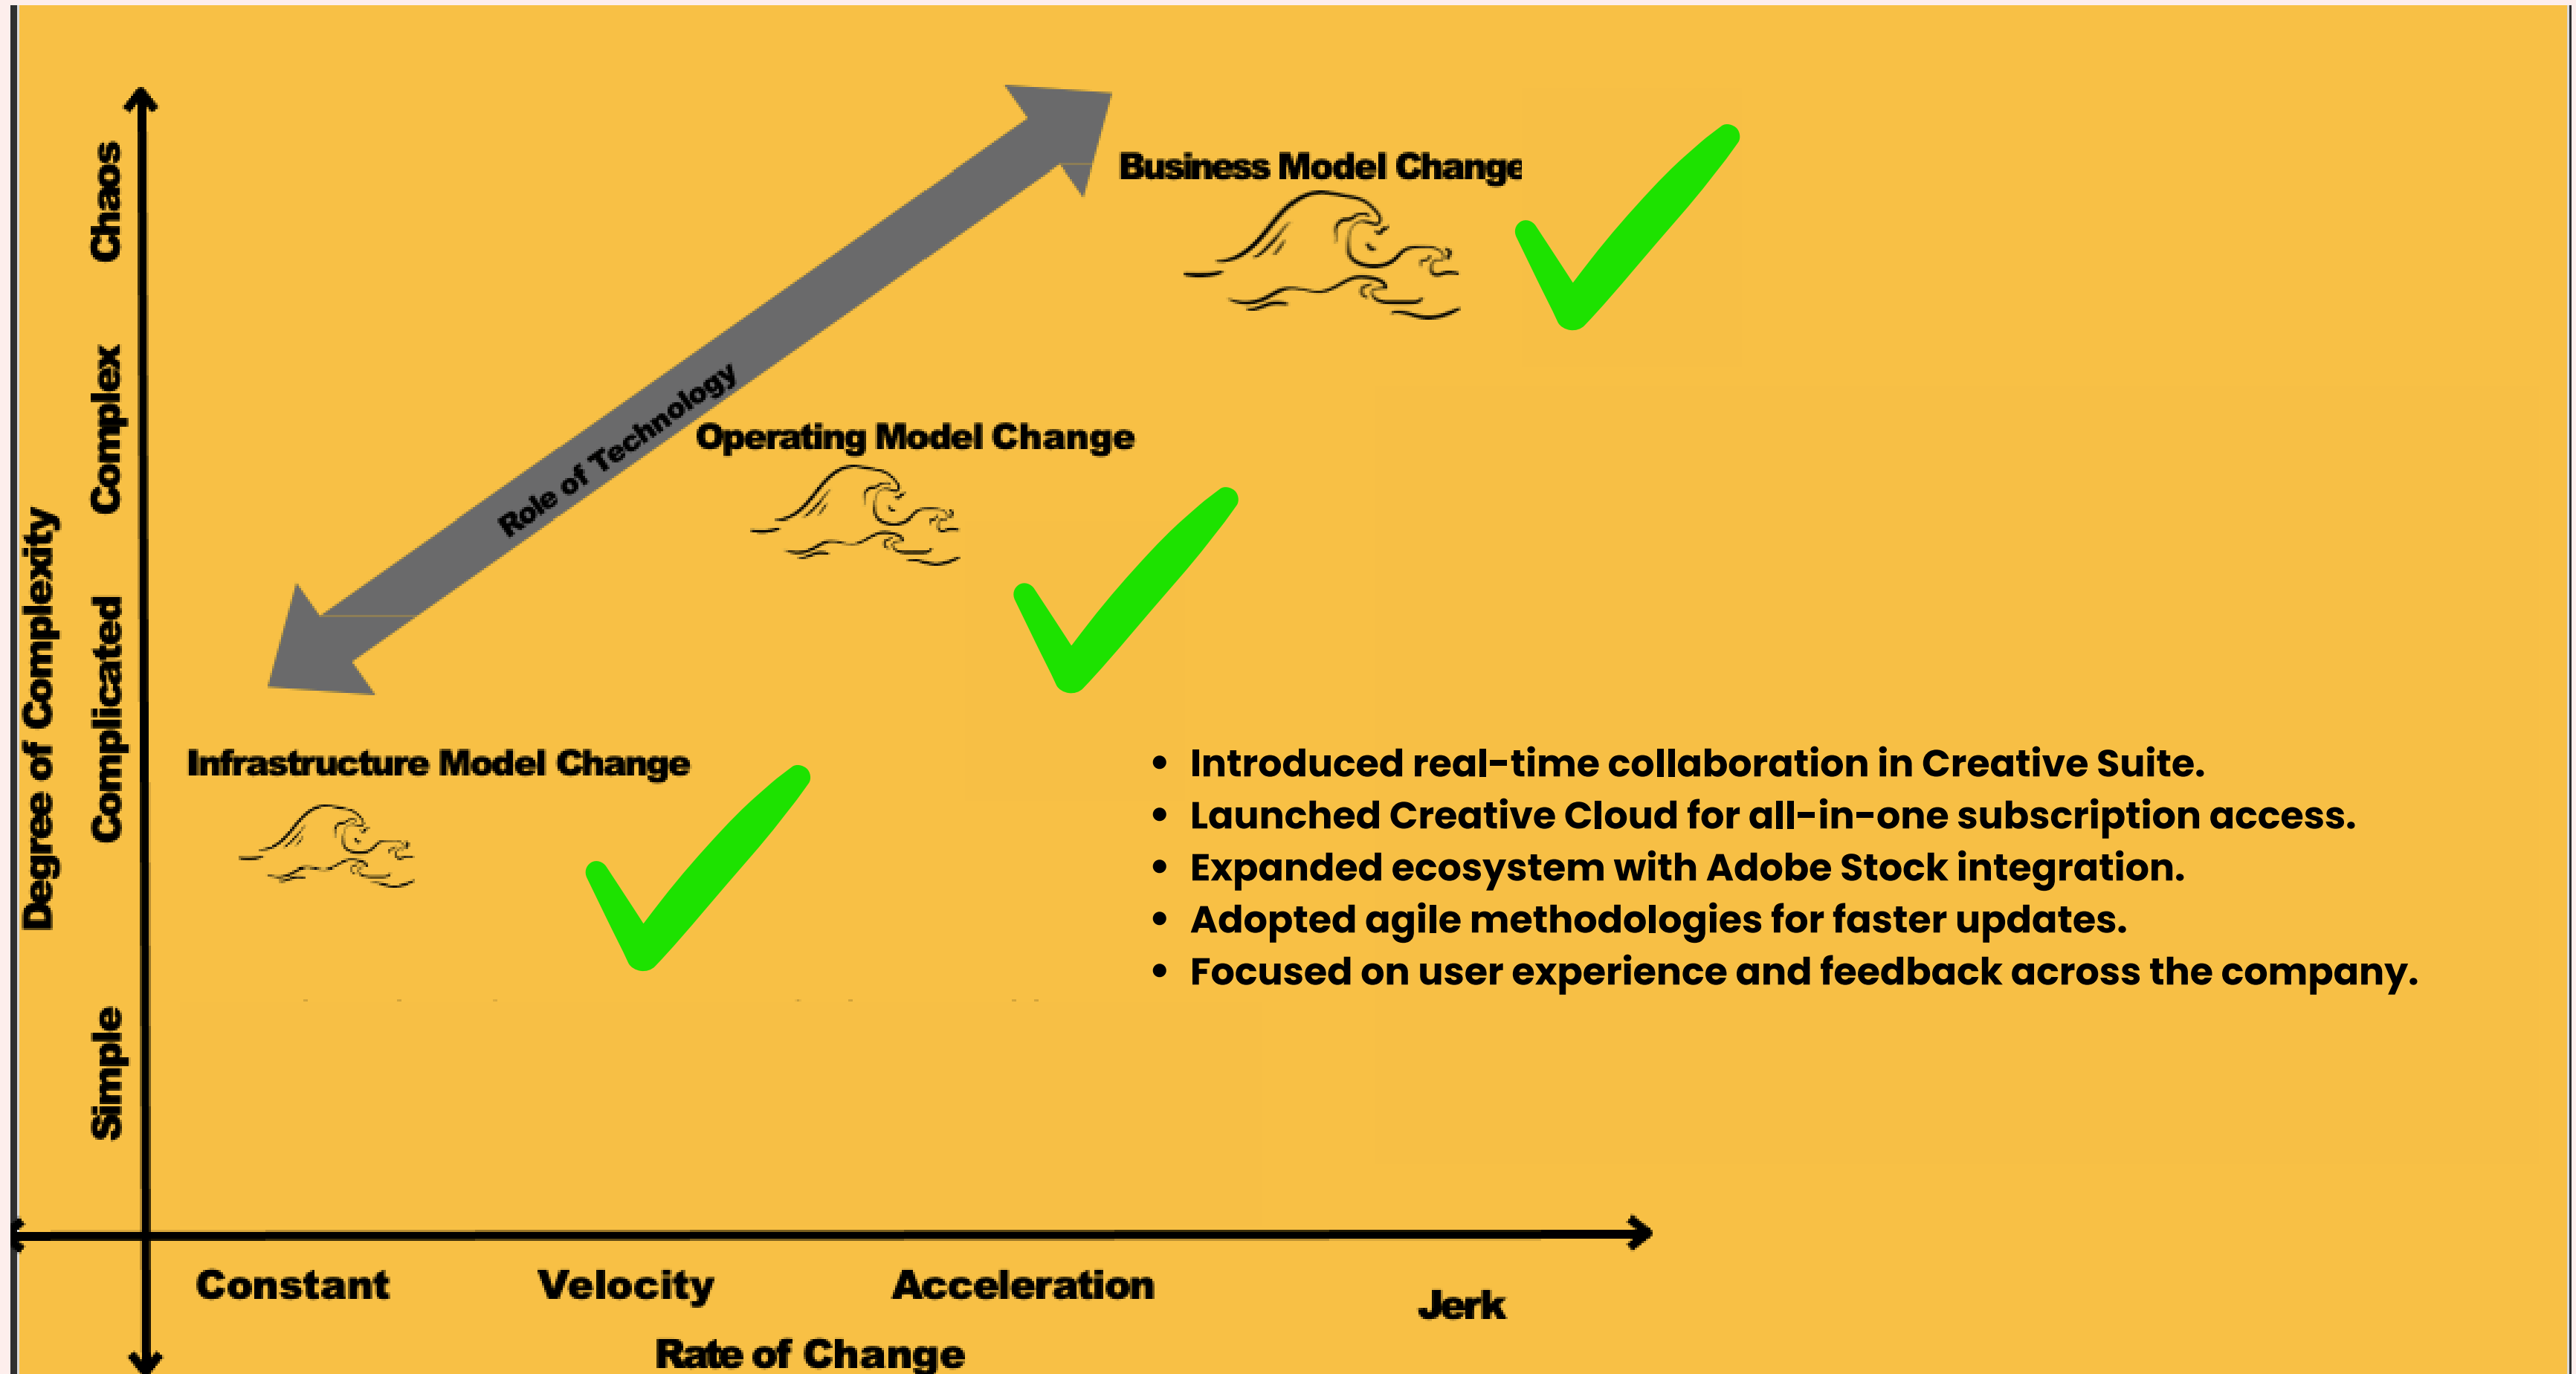 Business Model Change
Role of Technology
Operating Model Change
Infrastructure Model Change
Degree of Complexity
Chaos
Complex
Complicated
Simple
• Introduced real-time collaboration in Creative Suite.
• Launched Creative Cloud for all-in-one subscription access.
• Expanded ecosystem with Adobe Stock integration.
• Adopted agile methodologies for faster updates.
• Focused on user experience and feedback across the company.
Constant
Velocity
Acceleration
Jerk
Rate of Change